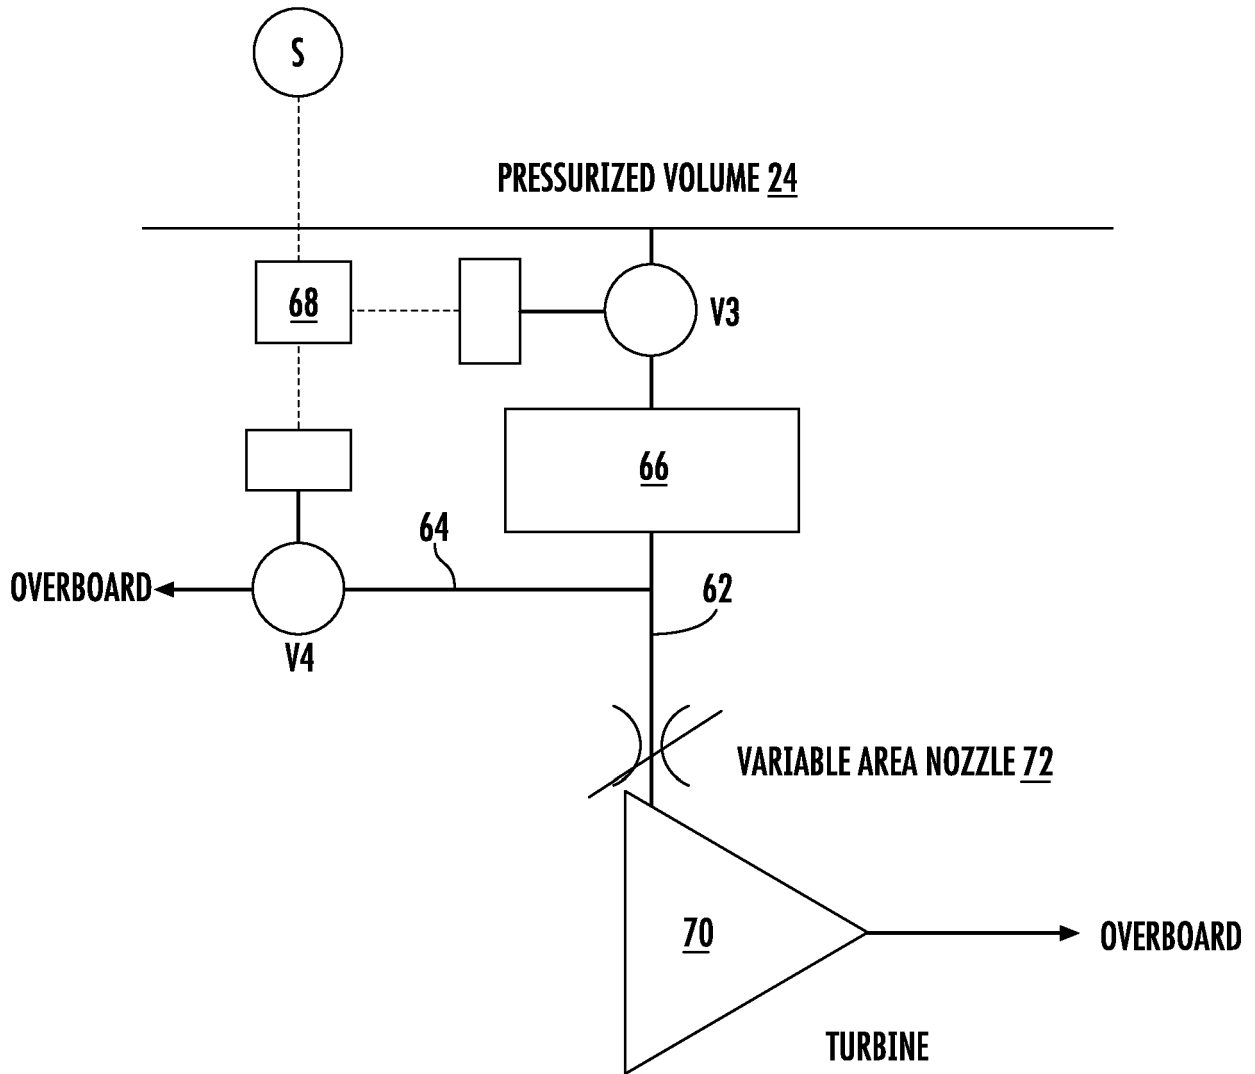 S
PRESSURIZED VOLUME 24
68
V3
66
64
OVERBOARD
62
V4
VARIABLE AREA NOZZLE 72
70
OVERBOARD
TURBINE